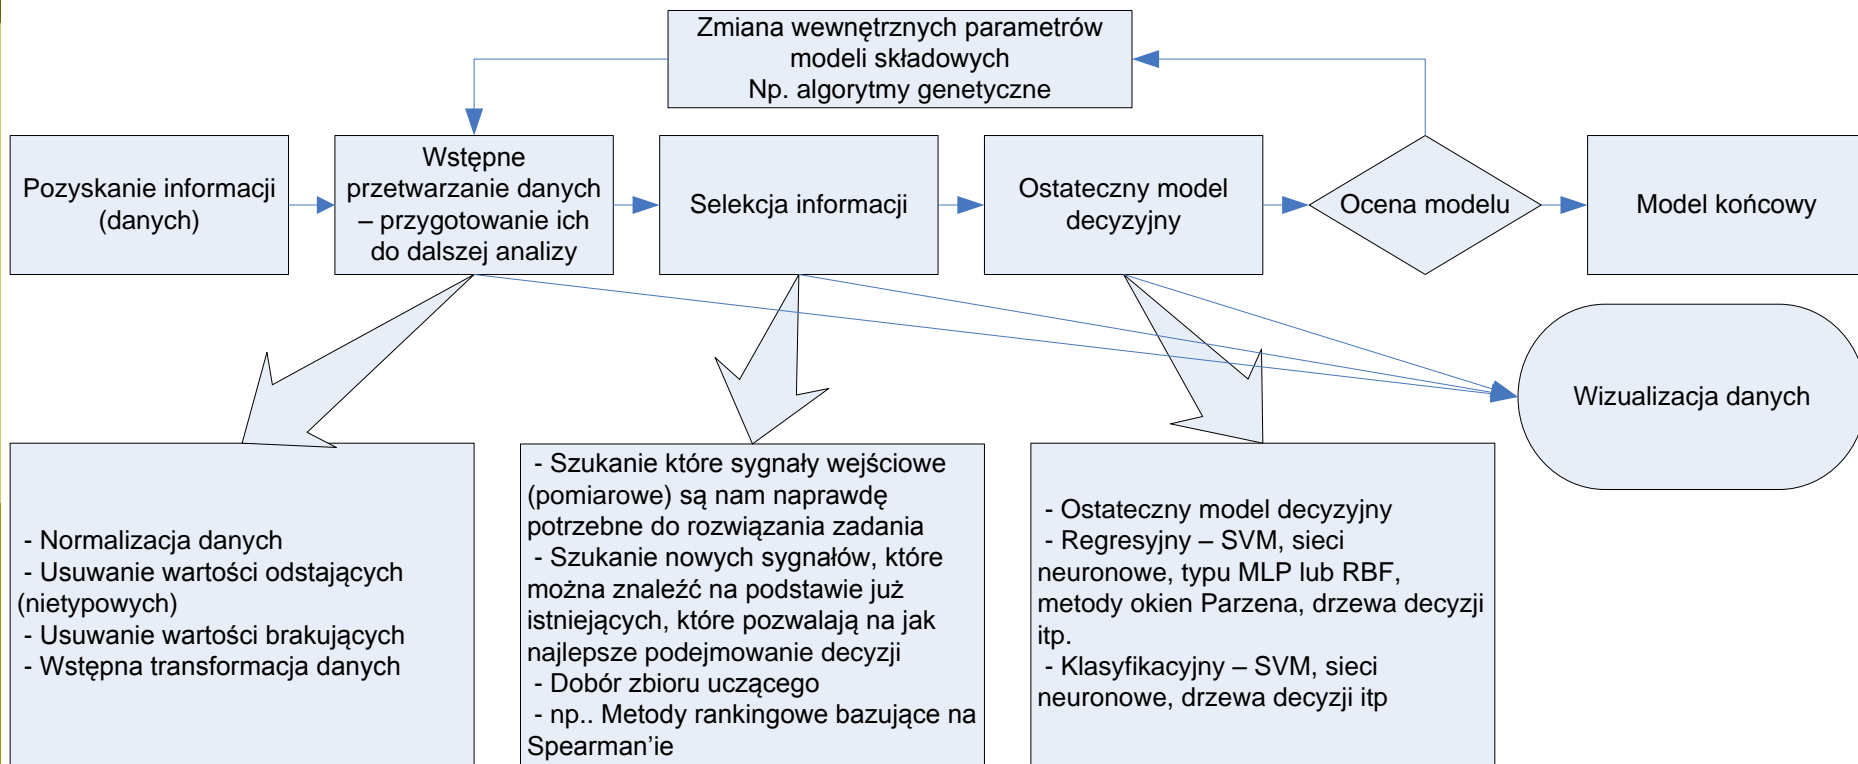 Zmiana wewnętrznych parametrów
modeli składowych
Np. algorytmy genetyczne
Pozyskanie informacji
(danych)
Wstępne
przetwarzanie danych
– przygotowanie ich
do dalszej analizy
Selekcja informacji
Ostateczny model
decyzyjny
Ocena modelu
Model końcowy
Wizualizacja danych
- Normalizacja danych
- Usuwanie wartości odstających
(nietypowych)
- Usuwanie wartości brakujących
- Wstępna transformacja danych
- Szukanie które sygnały wejściowe
(pomiarowe) są nam naprawdę
potrzebne do rozwiązania zadania
- Szukanie nowych sygnałów, które
można znaleźć na podstawie już
istniejących, które pozwalają na jak
najlepsze podejmowanie decyzji
- Dobór zbioru uczącego
- np.. Metody rankingowe bazujące na
Spearman’ie
- Ostateczny model decyzyjny
- Regresyjny – SVM, sieci
neuronowe, typu MLP lub RBF,
metody okien Parzena, drzewa decyzji
itp.
- Klasyfikacyjny – SVM, sieci
neuronowe, drzewa decyzji itp